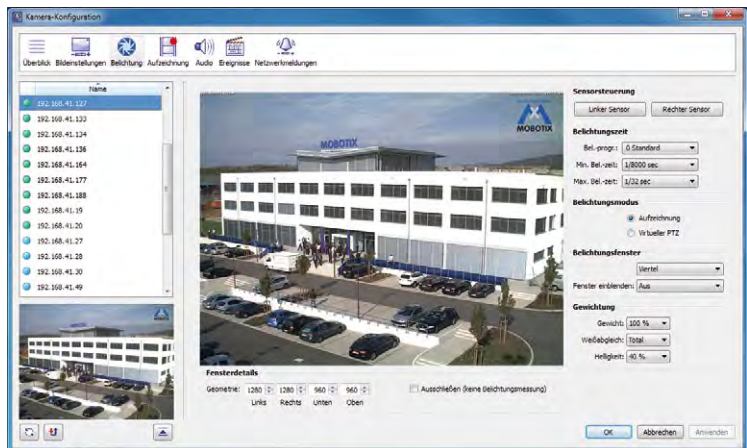 Kamera-Konfiguration
Überblick Bildeinstellungen Belichtung Aufzeichnung Audio Ereignisse Netzwerkmeldungen
Name
192.168.41.127
192.168.41.133
192.168.41.134
192.168.41.136
192.168.41.164
192.168.41.177
192.168.41.188
192.168.41.19
192.168.41.20
192.168.41.27
192.168.41.28
192.168.41.30
192.168.41.49
MOBOTIX
MOBOTIX
Fensterdetails
Geometrie: 1280 1280 960 960
Links Rechts Unten Oben
Ausschließen (keine Belichtungsmessung)
Sensorsteuerung
Linker Sensor Rechter Sensor
Belichtungszeit
Bel.-progr.: 0 Standard
Min. Bel.-zeit: 1/8000 sec
Max. Bel.-zeit: 1/32 sec
Belichtungsmodus
Aufzeichnung
Virtueller PTZ
Belichtungsfenster
Viertel
Fenster einblenden: Aus
Gewichtung
Gewicht: 100 %
Weißabgleich: Total
Helligkeit: 40 %
OK Abbrechen Anwenden